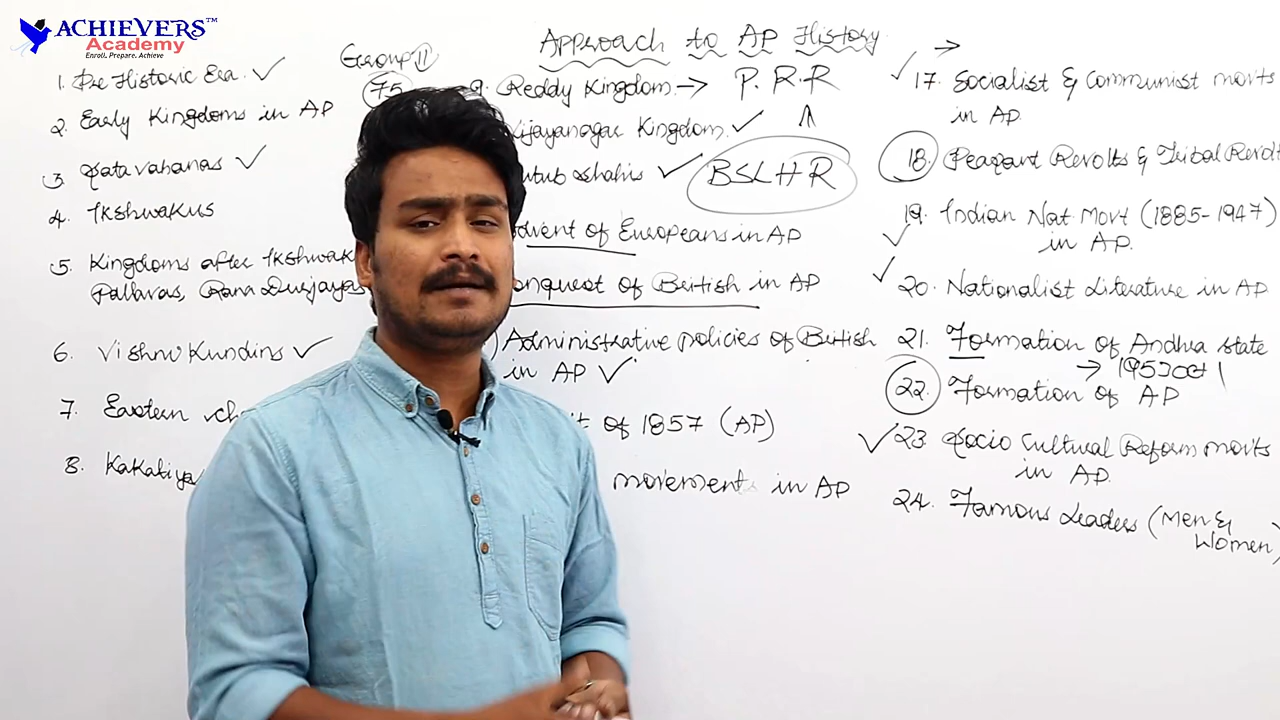 ACHIEVERS™
Academy
Enroll. Prepare. Achieve
Approach to AP History
Group II
75
1. Pre Historic Era ✓
2. Early Kingdoms in AP
3. Satavahanas ✓
4. Ikshwakus
5. Kingdoms after Ikshwak
Pallavas,
6. Vishnu Kundins ✓
7. Eastern
8. Kakatiya
9. Reddy Kingdom → P.R.R
Vijayanagar Kingdom ✓
utub shahis ✓
BSLHR
dvent of Europeans in AP
onquest of British in AP
Administrative policies of British
in AP ✓
t of 1857 (AP)
movements in AP
→
✓ 17. Socialist & Communist movts
in AP
18. Peasant Revolts & Tribal Revolt
19. Indian Nat. Movt (1885-1947)
✓ in AP.
✓ 20. Nationalist Literature in AP
21. Formation of Andhra state
→ 1953 oct 1
22. Formation of AP
✓ 23 Socio Cultural Reform movts
in AP.
24. Famous Leaders (Men &
Women)